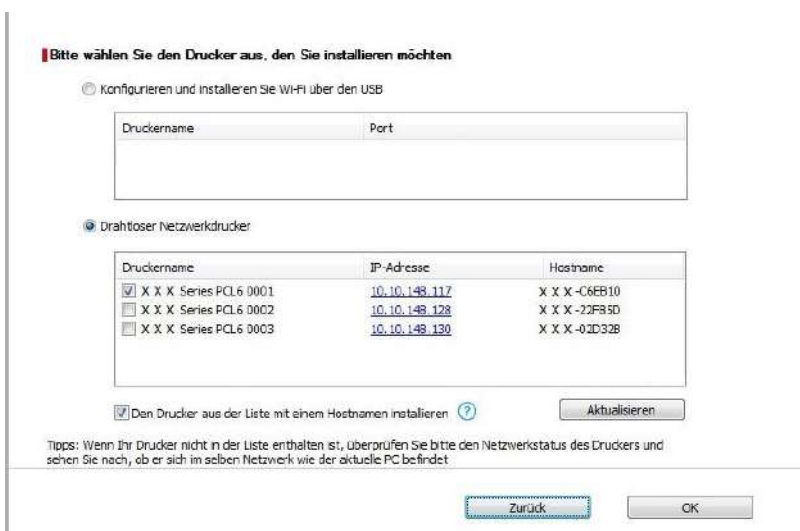 Bitte wählen Sie den Drucker aus, den Sie installieren möchten
Konfigurieren und installieren Sie Wi-Fi über den USB
Druckername Port
Drahtloser Netzwerkdrucker
Druckername IP-Adresse Hostname
X X X Series PCL6 0001 10.10.148.117 X X X -C6EB10
X X X Series PCL6 0002 10.10.148.128 X X X -22FB5D
X X X Series PCL6 0003 10.10.148.130 X X X -02D32B
Den Drucker aus der Liste mit einem Hostnamen installieren ? Aktualisieren
Tipps: Wenn Ihr Drucker nicht in der Liste enthalten ist, überprüfen Sie bitte den Netzwerkstatus des Druckers und
sehen Sie nach, ob er sich im selben Netzwerk wie der aktuelle PC befindet
Zurück OK